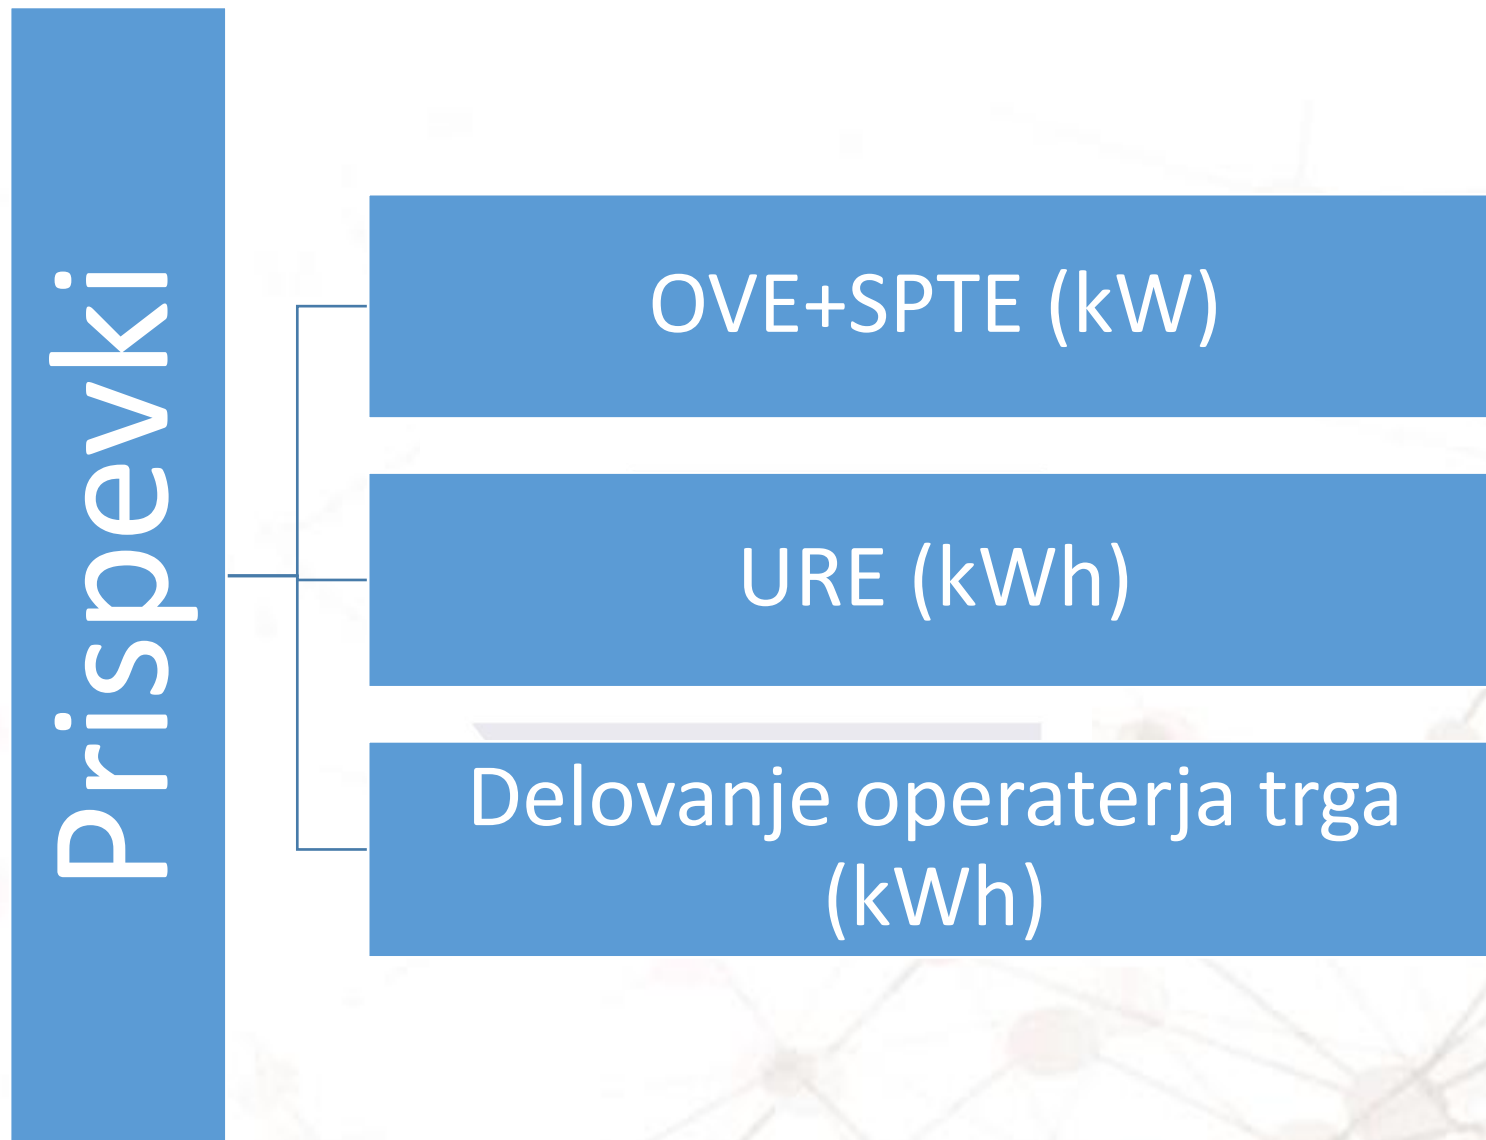 Prispevki
OVE+SPTE (kW)
URE (kWh)
Delovanje operaterja trga
(kWh)